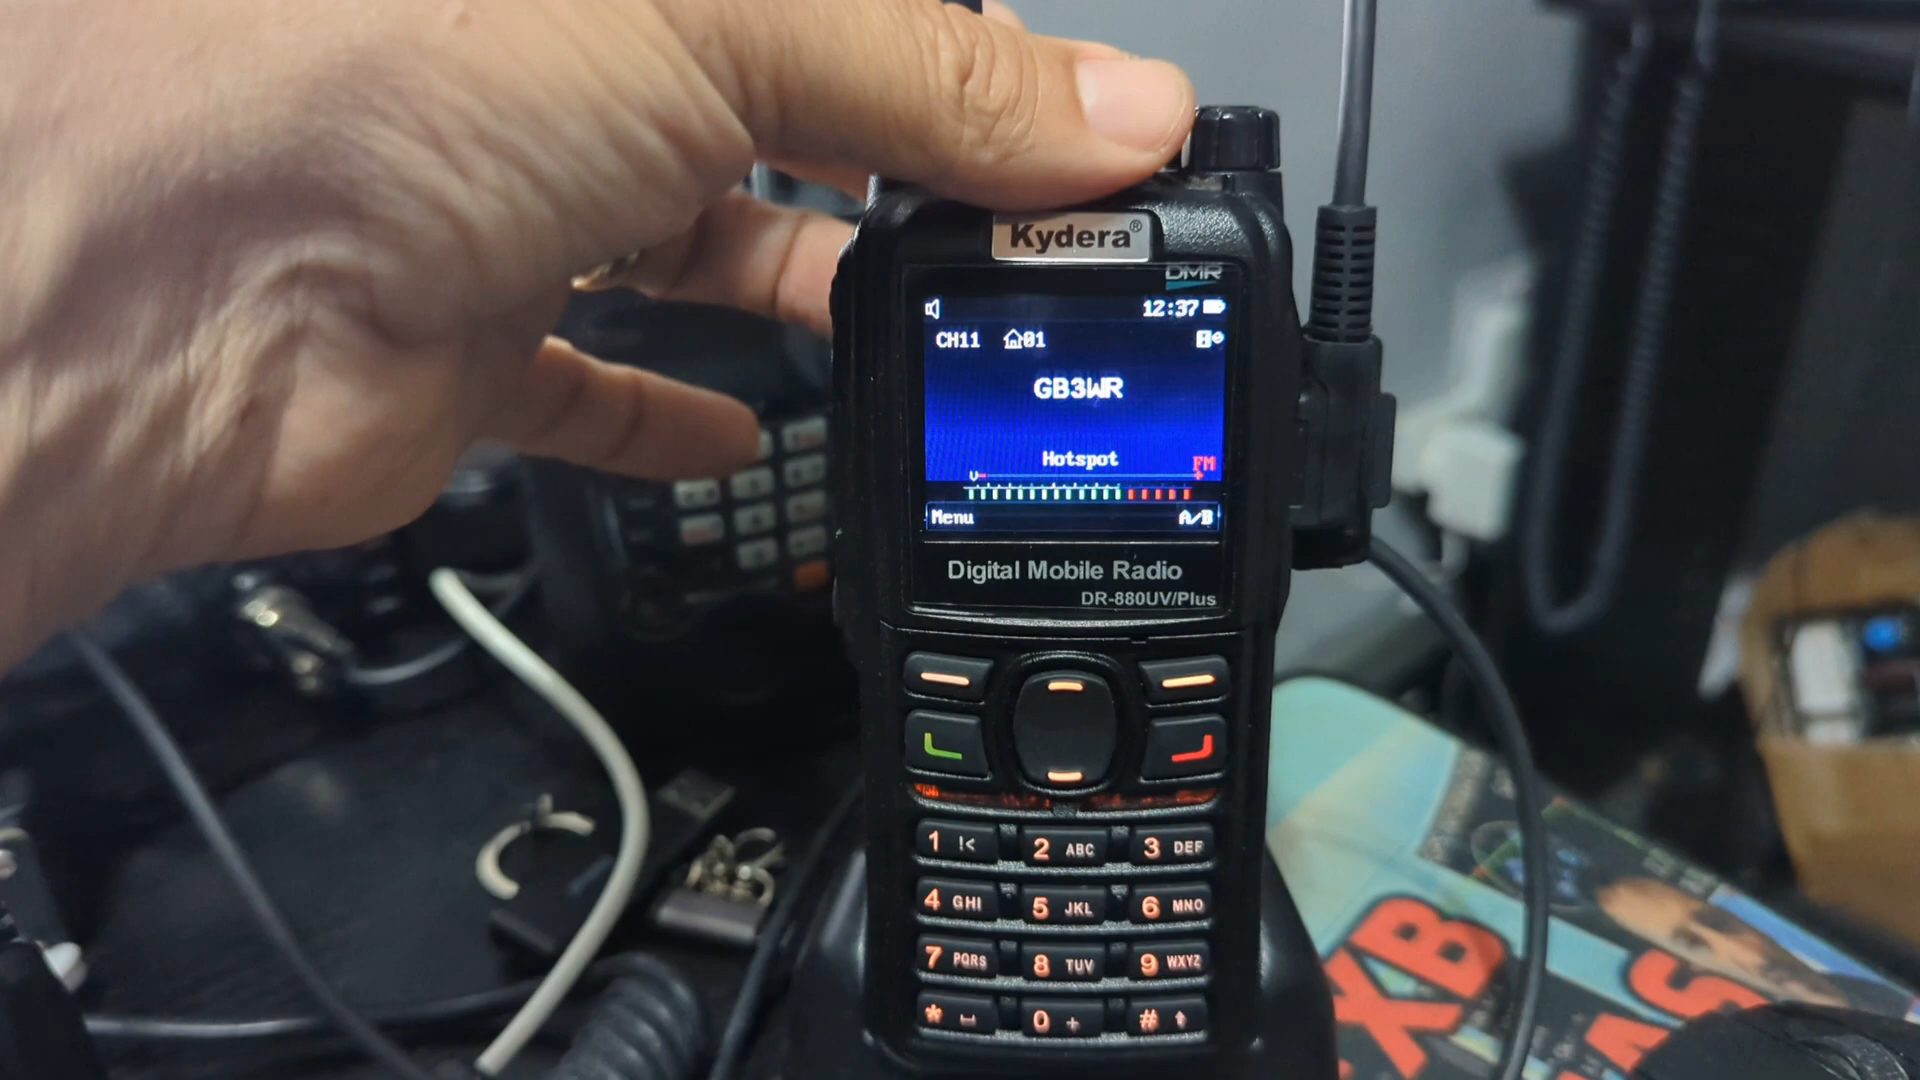 Kydera®
DMR
12:37
CH11 01
GB3WR
Hotspot FM
Menu A/B
Digital Mobile Radio
DR-880UV/Plus
1 !< 2 ABC 3 DEF
4 GHI 5 JKL 6 MNO
7 PQRS 8 TUV 9 WXYZ
* 0 + #